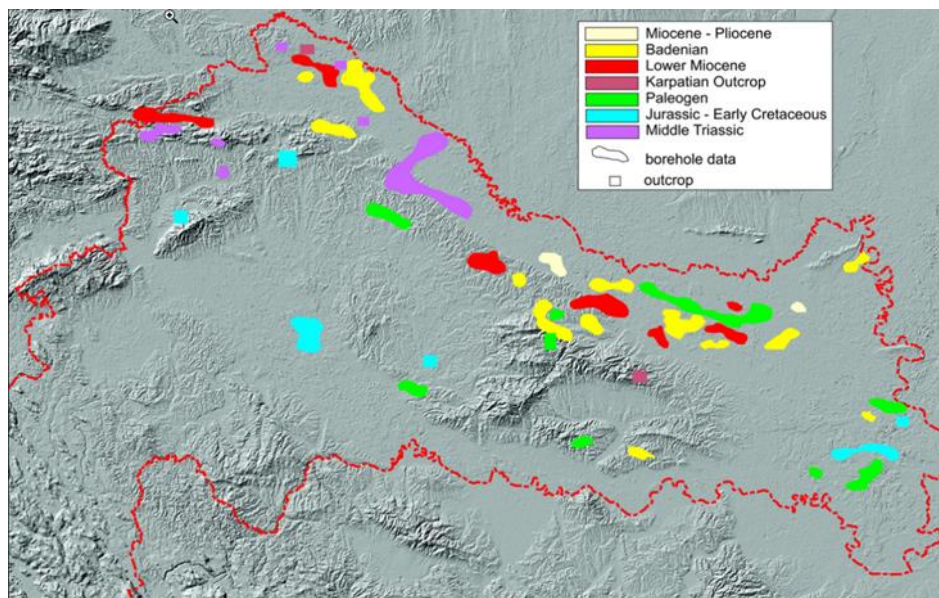 Miocene - Pliocene
Badenian
Lower Miocene
Karpatian Outcrop
Paleogen
Jurassic - Early Cretaceous
Middle Triassic
borehole data
outcrop